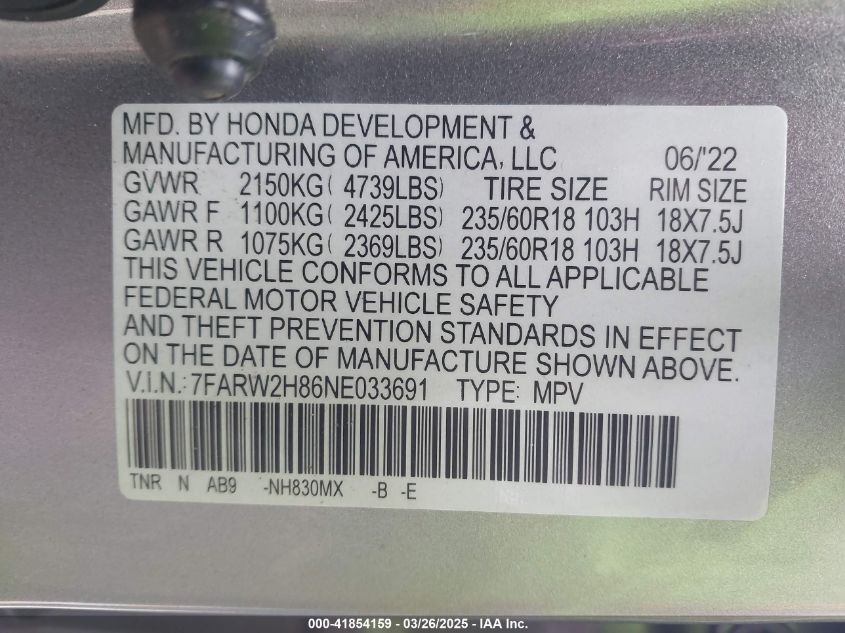 MFD. BY HONDA DEVELOPMENT &
MANUFACTURING OF AMERICA, LLC 06/'22
GVWR 2150KG( 4739LBS) TIRE SIZE RIM SIZE
GAWR F 1100KG( 2425LBS) 235/60R18 103H 18X7.5J
GAWR R 1075KG( 2369LBS) 235/60R18 103H 18X7.5J
THIS VEHICLE CONFORMS TO ALL APPLICABLE
FEDERAL MOTOR VEHICLE SAFETY
AND THEFT PREVENTION STANDARDS IN EFFECT
ON THE DATE OF MANUFACTURE SHOWN ABOVE.
V.I.N.: 7FARW2H86NE033691 TYPE: MPV
TNR N AB9 -NH830MX -B -E
000-41854159 - 03/26/2025 - IAA Inc.